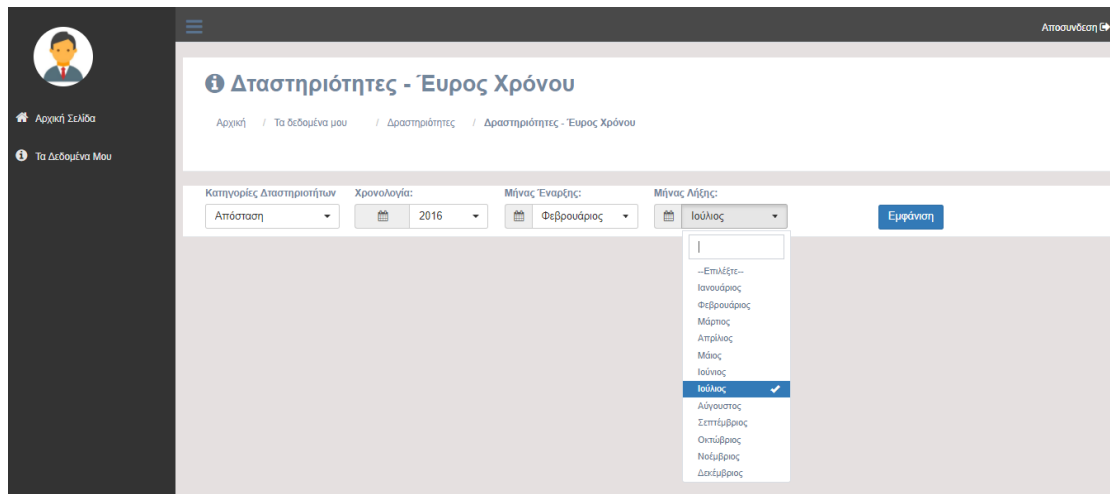 Αποσυνδεση
Δταστηριότητες - Έυρος Χρόνου
Αρχική Σελίδα
Αρχική / Τα δεδομένα μου / Δραστηριότητες / Δραστηριότητες - Έυρος Χρόνου
Τα Δεδομένα Μου
Κατηγορίες Δταστηριοτήτων Χρονολογία: Μήνας Έναρξης: Μήνας Λήξης:
Απόσταση 2016 Φεβρουάριος Ιούλιος Εμφάνιση
--Επιλέξτε--
Ιανουάριος
Φεβρουάριος
Μάρτιος
Απρίλιος
Μάιος
Ιούνιος
Ιούλιος
Αύγουστος
Σεπτέμβριος
Οκτώβριος
Νοέμβριος
Δεκέμβριος